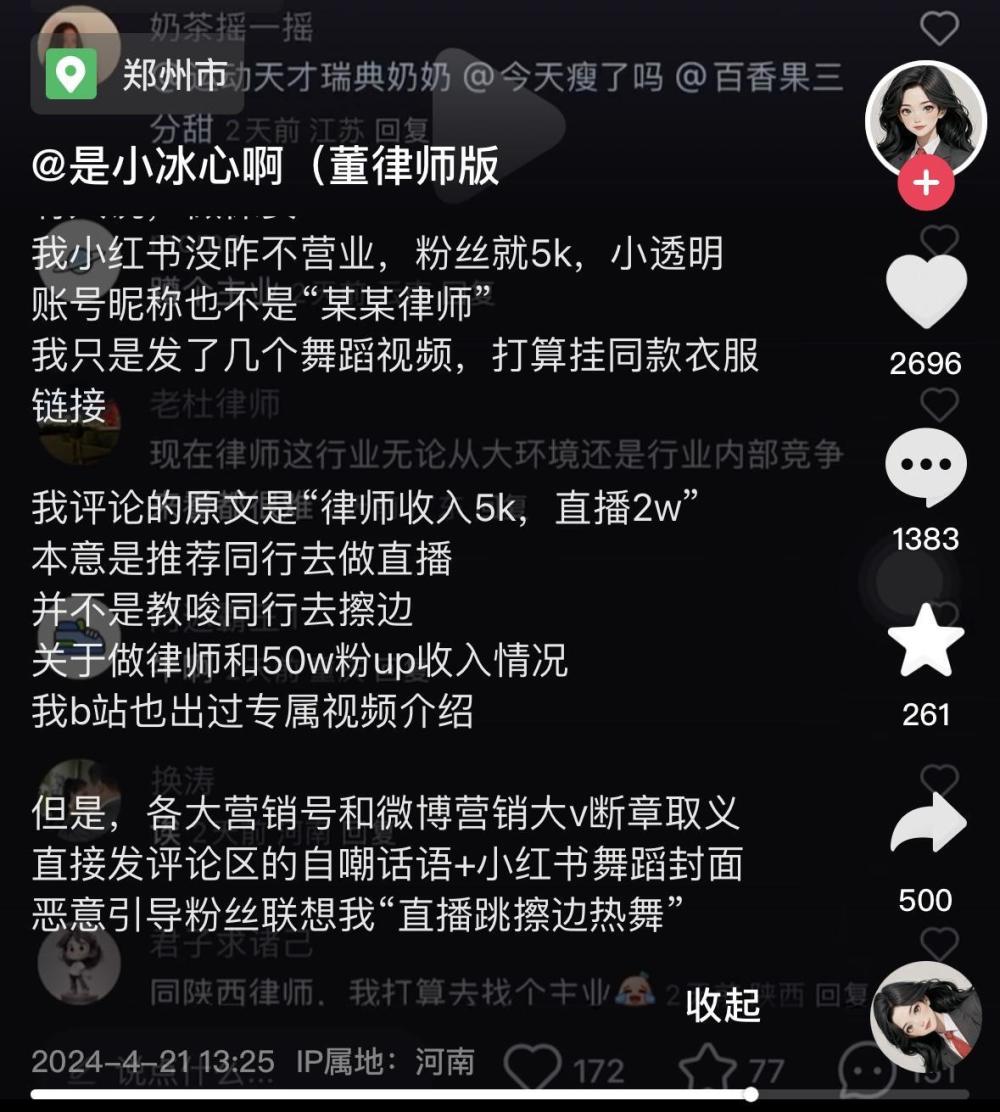 奶茶摇一摇
郑州市
动天才瑞典奶奶 @今天瘦了吗 @百香果三
分甜 2天前 江苏 回复
@是小冰心啊（董律师版
我小红书没咋不营业，粉丝就5k，小透明
账号昵称也不是“某某律师”
我只是发了几个舞蹈视频，打算挂同款衣服
链接
2696
老杜律师
现在律师这行业无论从大环境还是行业内部竞争
我评论的原文是“律师收入5k，直播2w”
1383
本意是推荐同行去做直播
并不是教唆同行去擦边
关于做律师和50w粉up收入情况
我b站也出过专属视频介绍
261
换涛
但是，各大营销号和微博营销大v断章取义
2天前 河南 回复
直接发评论区的自嘲话语+小红书舞蹈封面
恶意引导粉丝联想我“直播跳擦边热舞”
500
君子求诸己
同陕西律师，我打算去找个主业 陕西 回复
收起
2024-4-21 13:25 IP属地：河南
说点什么... 172 77 131